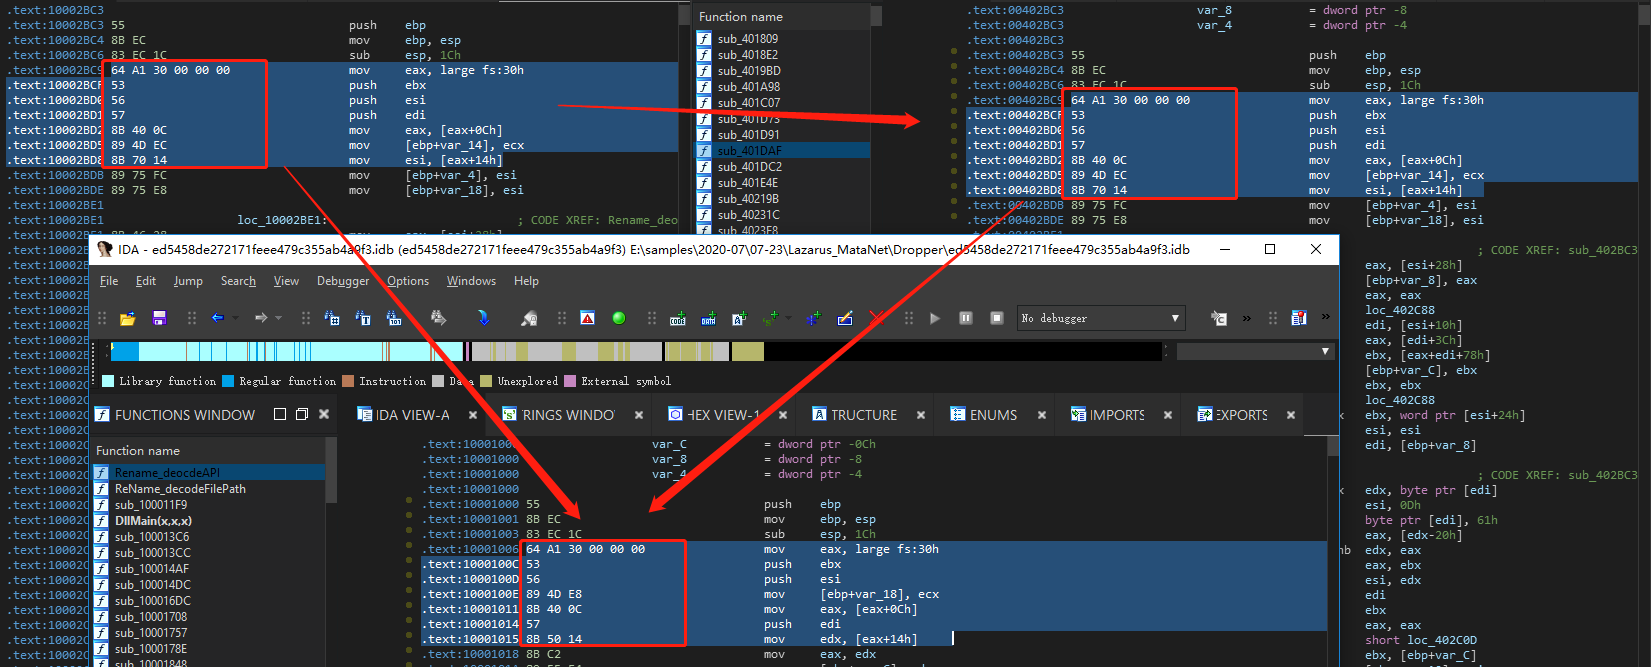 .text:10002BC3
.text:10002BC3 55 push ebp
.text:10002BC4 8B EC mov ebp, esp
.text:10002BC6 83 EC 1C sub esp, 1Ch
.text:10002BC9 64 A1 30 00 00 00 mov eax, large fs:30h
.text:10002BCF 53 push ebx
.text:10002BD0 56 push esi
.text:10002BD1 57 push edi
.text:10002BD2 8B 40 0C mov eax, [eax+0Ch]
.text:10002BD5 89 4D EC mov [ebp+var_14], ecx
.text:10002BD8 8B 70 14 mov esi, [eax+14h]
.text:10002BDB 89 75 FC mov [ebp+var_4], esi
.text:10002BDE 89 75 E8 mov [ebp+var_18], esi
.text:10002BE1
.text:10002BE1 loc_10002BE1: ; CODE XREF: Rename_deo
Function name
sub_401809
sub_4018E2
sub_4019BD
sub_401A98
sub_401C07
sub_401D73
sub_401D91
sub_401DAF
sub_401DC2
sub_401E4E
sub_40219B
sub_40231C
sub_4023F8
.text:00402BC3 var_8 = dword ptr -8
.text:00402BC3 var_4 = dword ptr -4
.text:00402BC3
.text:00402BC3 55 push ebp
.text:00402BC4 8B EC mov ebp, esp
.text:00402BC6 83 EC 1C sub esp, 1Ch
.text:00402BC9 64 A1 30 00 00 00 mov eax, large fs:30h
.text:00402BCF 53 push ebx
.text:00402BD0 56 push esi
.text:00402BD1 57 push edi
.text:00402BD2 8B 40 0C mov eax, [eax+0Ch]
.text:00402BD5 89 4D EC mov [ebp+var_14], ecx
.text:00402BD8 8B 70 14 mov esi, [eax+14h]
.text:00402BDB 89 75 FC mov [ebp+var_4], esi
.text:00402BDE 89 75 E8 mov [ebp+var_18], esi
; CODE XREF: sub_402BC3
eax, [esi+28h]
[ebp+var_8], eax
eax, eax
loc_402C88
edi, [esi+10h]
eax, [edi+3Ch]
ebx, [eax+edi+78h]
[ebp+var_C], ebx
ebx, ebx
loc_402C88
ebx, word ptr [esi+24h]
esi, esi
edi, [ebp+var_8]
; CODE XREF: sub_402BC3
edx, byte ptr [edi]
esi, 0Dh
byte ptr [edi], 61h
eax, [edx-20h]
edx, eax
eax, ebx
esi, edx
edi
ebx
eax, eax
short loc_402C0D
ebx, [ebp+var_C]
IDA - ed5458de272171feee479c355ab4a9f3.idb (ed5458de272171feee479c355ab4a9f3) E:\samples\2020-07\07-23\Lazarus_MataNet\Dropper\ed5458de272171feee479c355ab4a9f3.idb
File Edit Jump Search View Debugger Options Windows Help
No debugger
Library function Regular function Instruction Data Unexplored External symbol
FUNCTIONS WINDOW
IDA VIEW-A RINGS WINDO HEX VIEW-1 TRUCTURE ENUMS IMPORTS EXPORTS
Function name
Rename_deocdeAPI
ReName_decodeFilePath
sub_100011F9
DllMain(x,x,x)
sub_100013C6
sub_100013CC
sub_100014AF
sub_100014DC
sub_100016DC
sub_10001708
sub_10001757
sub_1000178E
sub_10001848
.text:10001000 var_C = dword ptr -0Ch
.text:10001000 var_8 = dword ptr -8
.text:10001000 var_4 = dword ptr -4
.text:10001000
.text:10001000 55 push ebp
.text:10001001 8B EC mov ebp, esp
.text:10001003 83 EC 1C sub esp, 1Ch
.text:10001006 64 A1 30 00 00 00 mov eax, large fs:30h
.text:1000100C 53 push ebx
.text:1000100D 56 push esi
.text:1000100E 89 4D E8 mov [ebp+var_18], ecx
.text:10001011 8B 40 0C mov eax, [eax+0Ch]
.text:10001014 57 push edi
.text:10001015 8B 50 14 mov edx, [eax+14h]
.text:10001018 8B C2 mov eax, edx